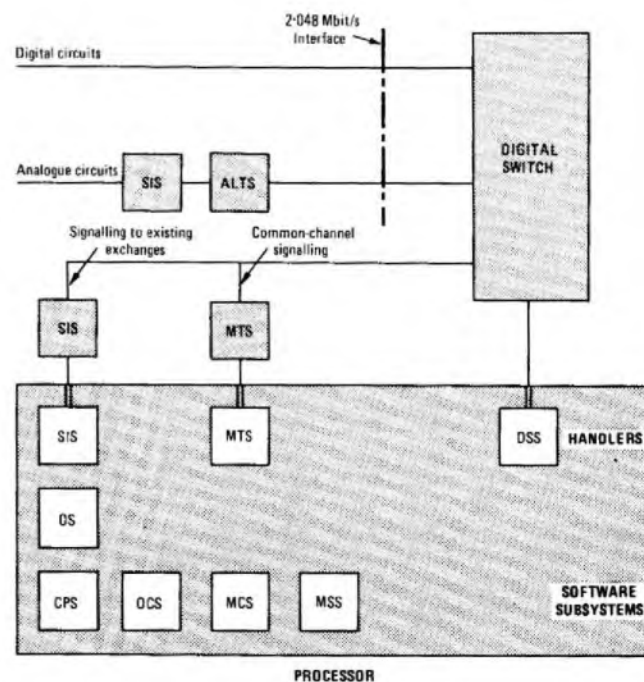 2·048 Mbit/s
Interface
Digital circuits
DIGITAL
SWITCH
Analogue circuits
SIS
ALTS
Signalling to existing
exchanges
Common-channel
signalling
SIS
MTS
SIS
MTS
DSS
HANDLERS
OS
CPS
OCS
MCS
MSS
SOFTWARE
SUBSYSTEMS
PROCESSOR